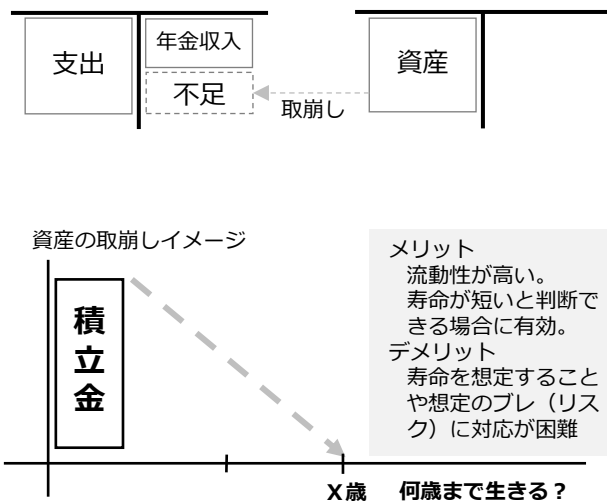 支出
年金収入
不足
取崩し
資産
資産の取崩しイメージ
積立金
メリット
流動性が高い。
寿命が短いと判断で
きる場合に有効。
デメリット
寿命を想定すること
や想定のブレ（リス
ク）に対応が困難
X歳
何歳まで生きる？